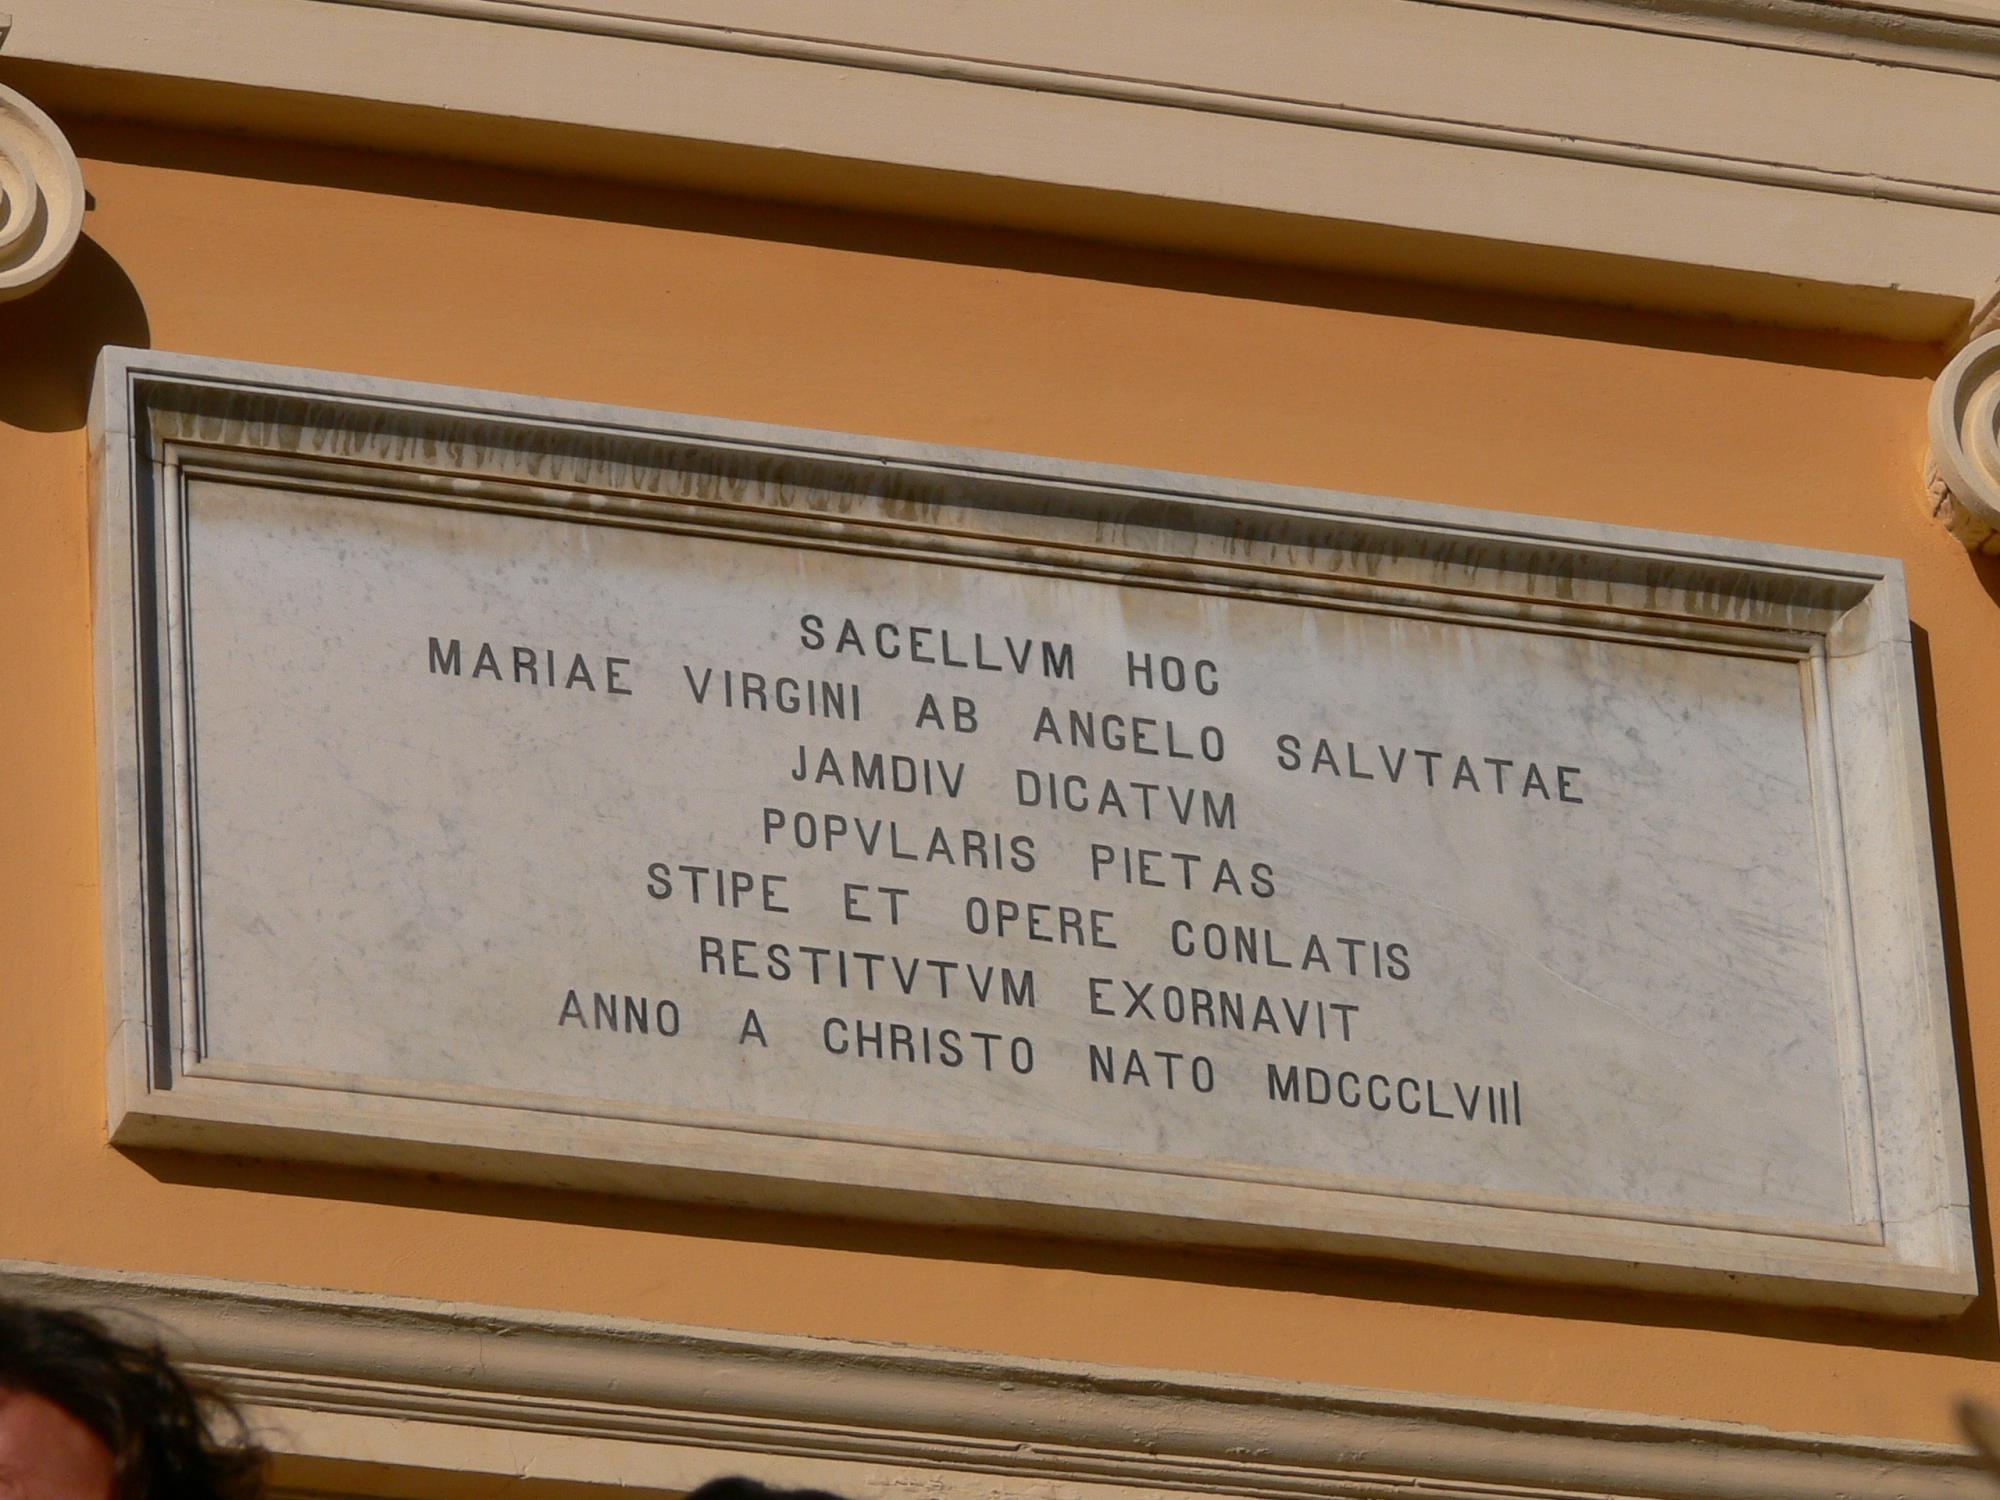 SACELLVM HOC
MARIAE VIRGINI AB ANGELO SALVTATAE
JAMDIV DICATVM
POPVLARIS PIETAS
STIPE ET OPERE CONLATIS
RESTITVTVM EXORNAVIT
ANNO A CHRISTO NATO MDCCCLVIII